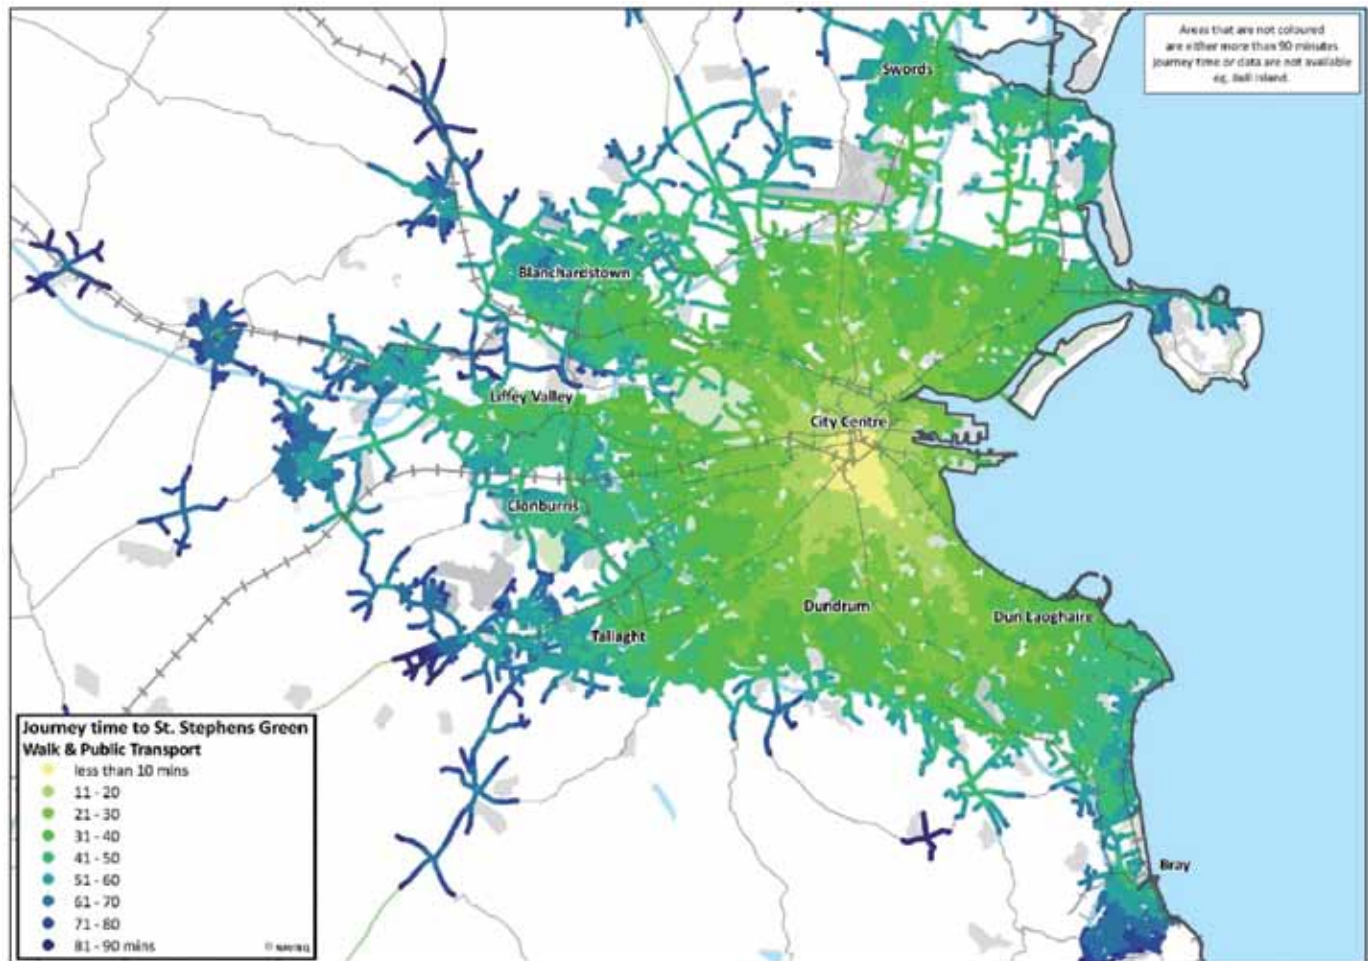 Areas that are not coloured
are either more than 90 minutes
journey time or data are not available
eg. Bull Island.
Swords
Blanchardstown
Liffey Valley
City Centre
Clonburris
Dundrum
Dun Laoghaire
Tallaght
Bray
Journey time to St. Stephens Green
Walk & Public Transport
less than 10 mins
11 - 20
21 - 30
31 - 40
41 - 50
51 - 60
61 - 70
71 - 80
81 - 90 mins